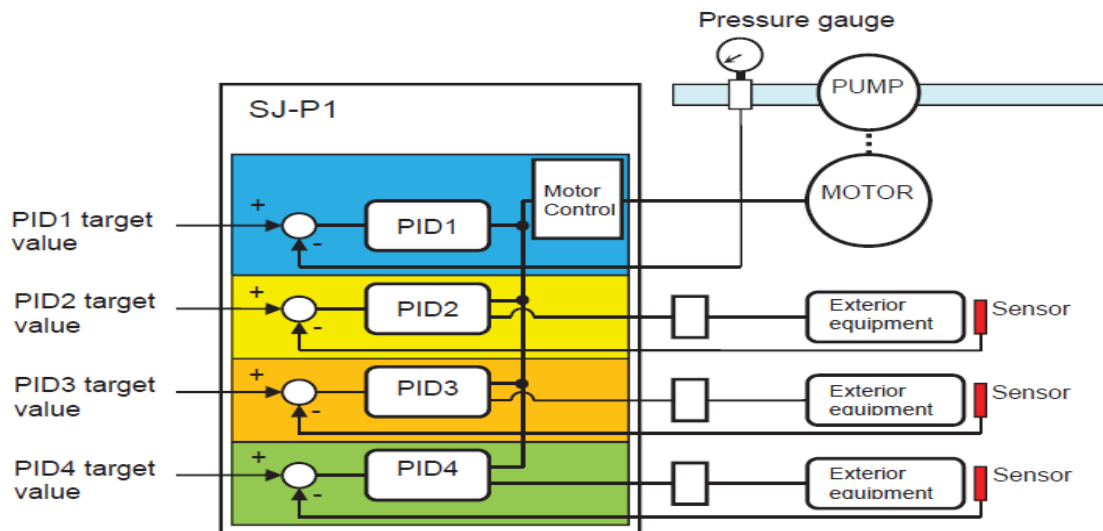 Pressure gauge
SJ-P1
PUMP
Motor
Control
MOTOR
PID1 target
value
+
-
PID1
PID2 target
value
+
-
PID2
Exterior
equipment
Sensor
PID3 target
value
+
-
PID3
Exterior
equipment
Sensor
PID4 target
value
+
-
PID4
Exterior
equipment
Sensor